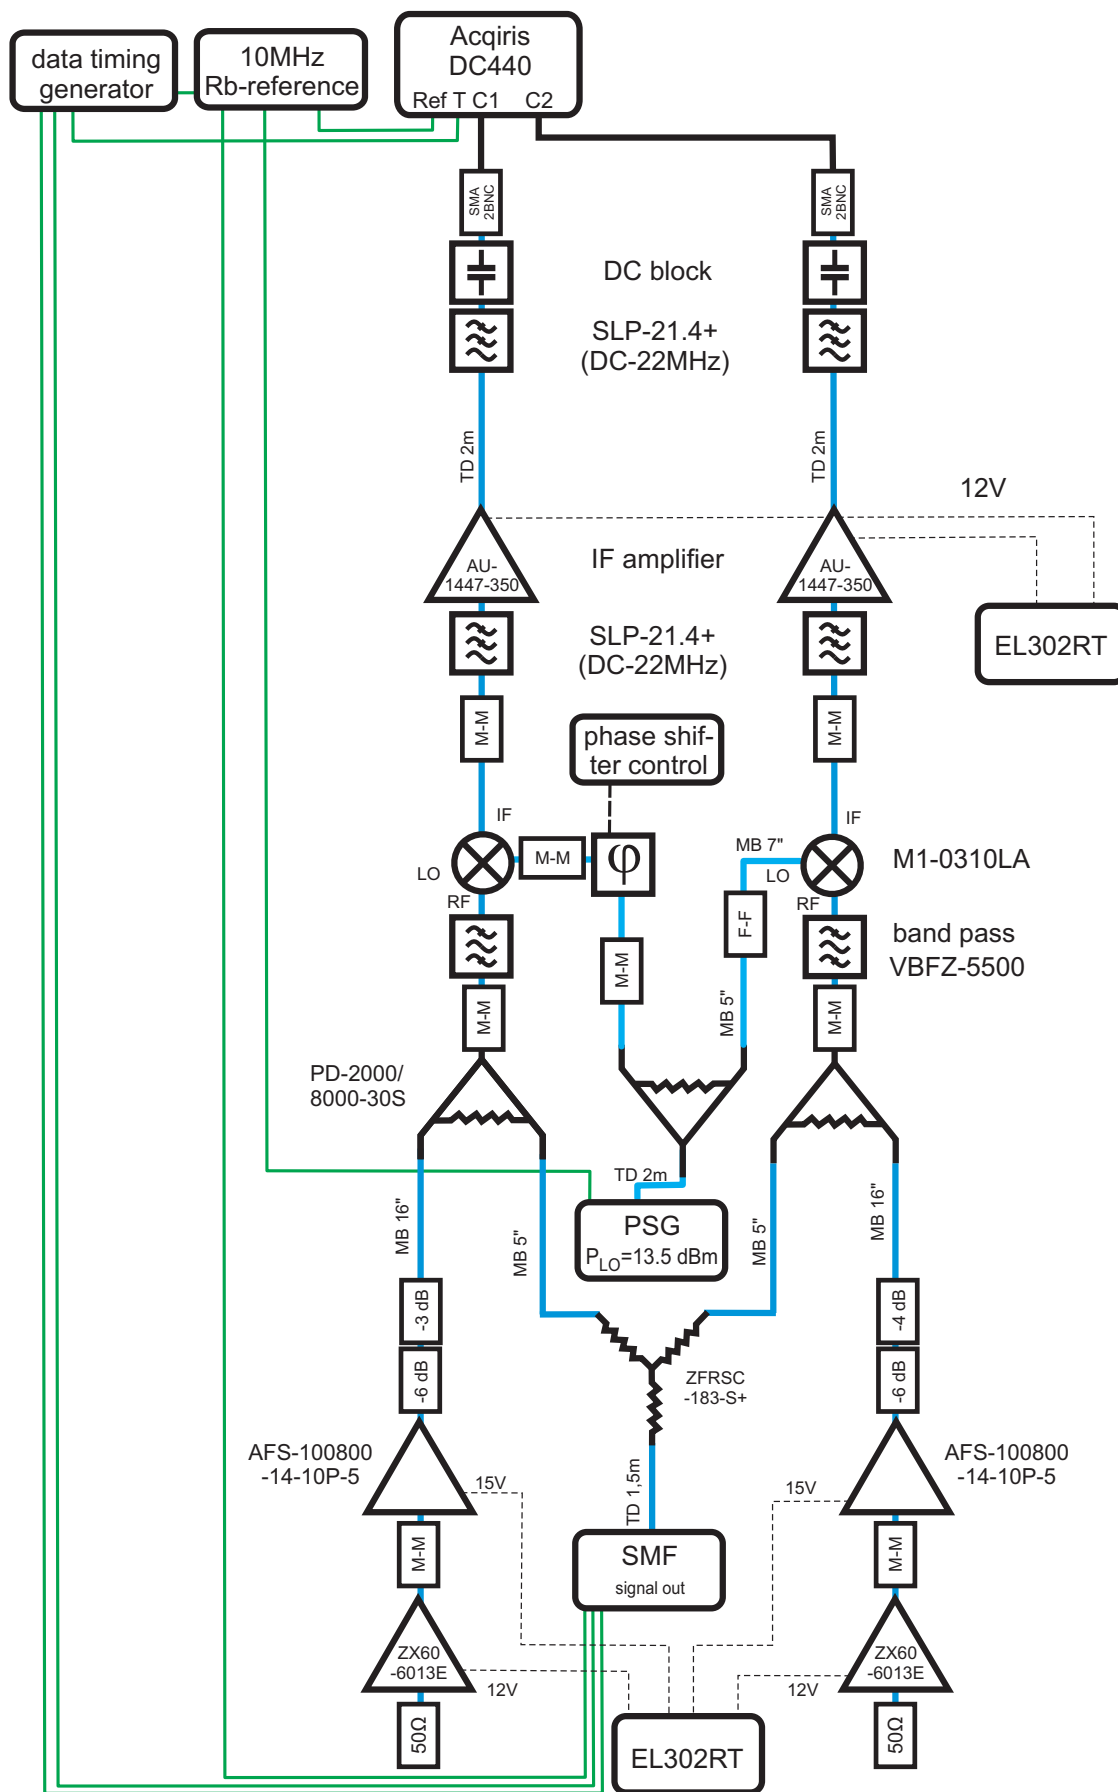 data timing
generator
10MHz
Rb-reference
Acqiris
DC440
Ref T C1 C2
SMA
2BNC
SMA
2BNC
DC block
SLP-21.4+
(DC-22MHz)
TD 2m
TD 2m
12V
AU-
1447-350
IF amplifier
AU-
1447-350
EL302RT
SLP-21.4+
(DC-22MHz)
M-M
M-M
phase shif-
ter control
IF
IF
LO
M-M
φ
MB 7"
LO
M1-0310LA
RF
RF
F-F
band pass
VBFZ-5500
M-M
M-M
MB 5"
M-M
PD-2000/
8000-30S
TD 2m
MB 16"
MB 5"
PSG
PLO=13.5 dBm
MB 5"
MB 16"
-3 dB
-4 dB
-6 dB
-6 dB
ZFRSC
-183-S+
AFS-100800
-14-10P-5
AFS-100800
-14-10P-5
15V
TD 1,5m
15V
M-M
SMF
signal out
M-M
ZX60
-6013E
ZX60
-6013E
12V
12V
50Ω
EL302RT
50Ω